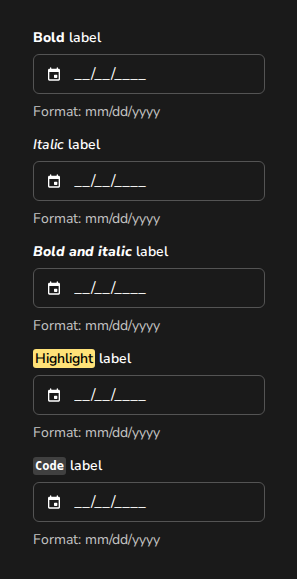 Bold label
__/__/____
Format: mm/dd/yyyy
Italic label
__/__/____
Format: mm/dd/yyyy
Bold and italic label
__/__/____
Format: mm/dd/yyyy
Highlight label
__/__/____
Format: mm/dd/yyyy
Code label
__/__/____
Format: mm/dd/yyyy